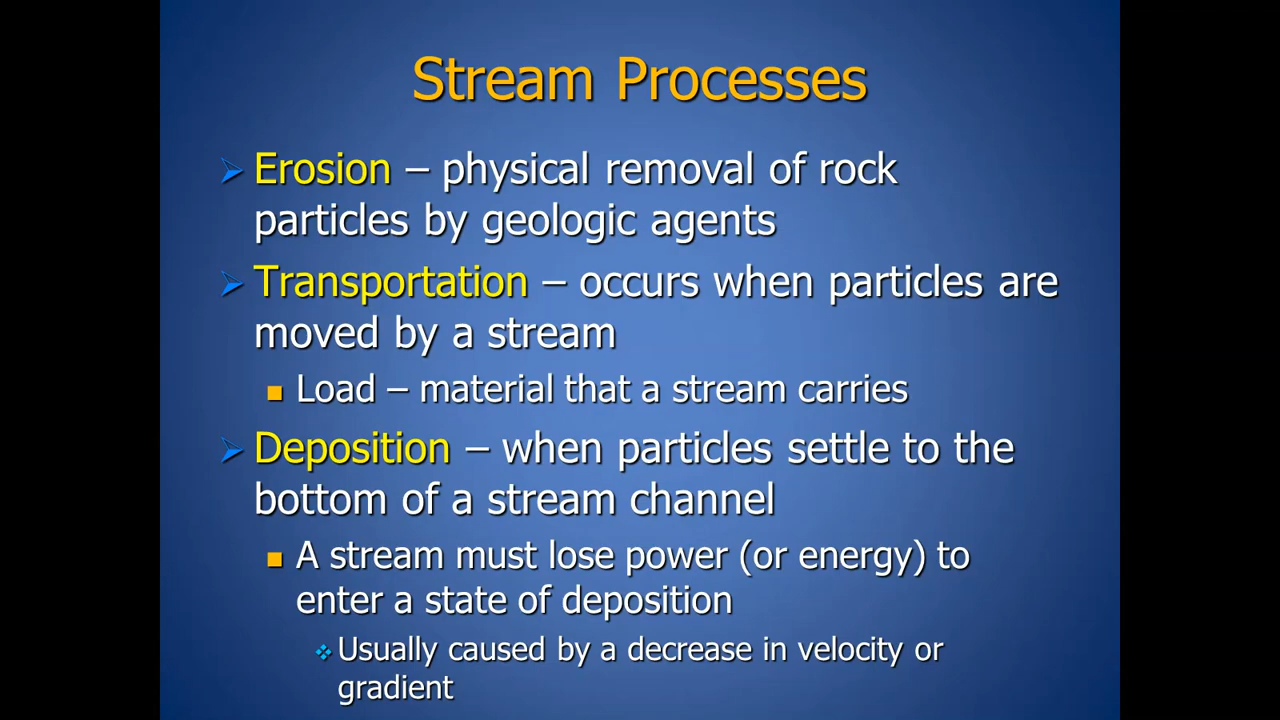 Stream Processes
Erosion – physical removal of rock
particles by geologic agents
Transportation – occurs when particles are
moved by a stream
Load – material that a stream carries
Deposition – when particles settle to the
bottom of a stream channel
A stream must lose power (or energy) to
enter a state of deposition
Usually caused by a decrease in velocity or
gradient